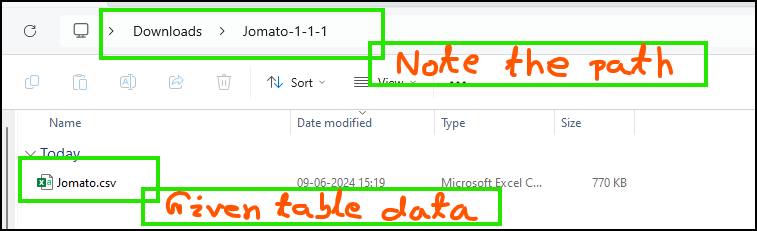 Downloads > Jomato-1-1-1
Note the path
Sort View ...
Name Date modified Type Size
Today
Jomato.csv 09-06-2024 15:19 Microsoft Excel C... 770 KB
Given table data